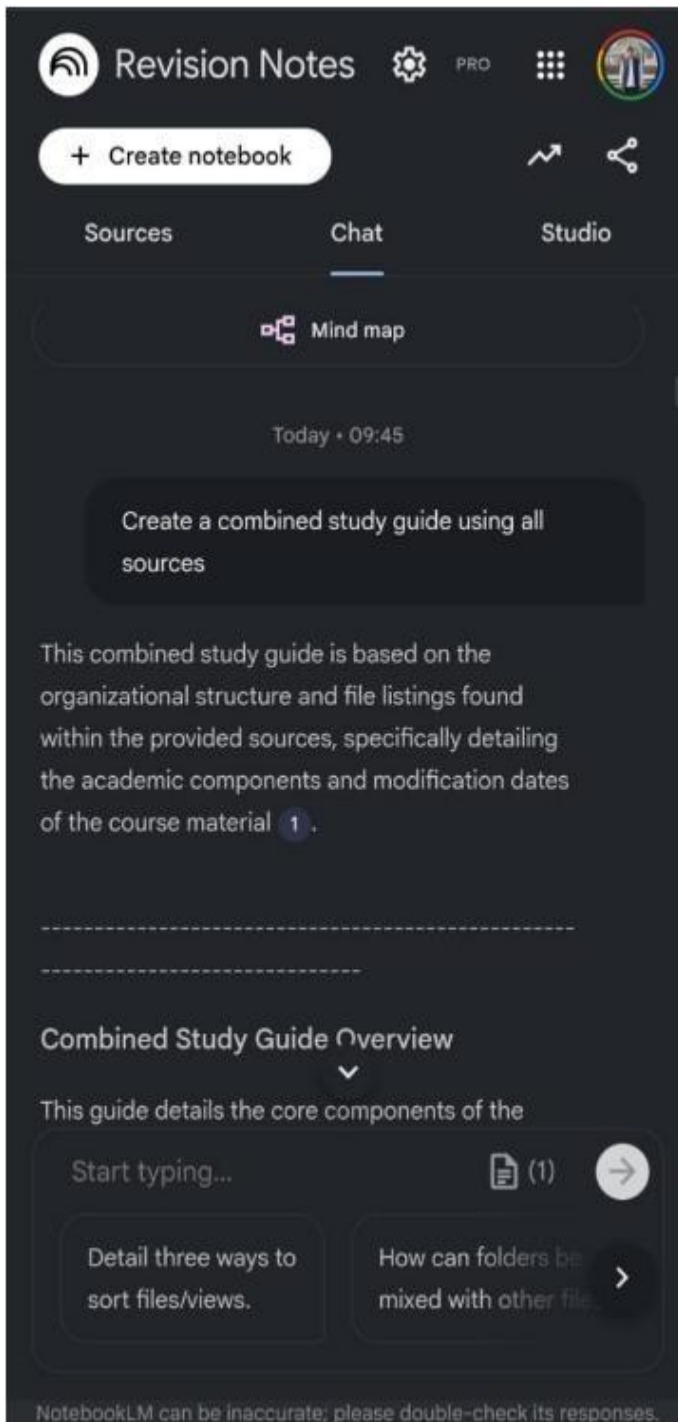 Revision Notes PRO
+ Create notebook
Sources Chat Studio
Mind map
Today • 09:45
Create a combined study guide using all
sources
This combined study guide is based on the
organizational structure and file listings found
within the provided sources, specifically detailing
the academic components and modification dates
of the course material 1 .
--------------------------------------------------
------------------------------
Combined Study Guide Overview
This guide details the core components of the
Start typing... (1)
Detail three ways to
sort files/views.
How can folders be
mixed with other file
NotebookLM can be inaccurate; please double-check its responses.